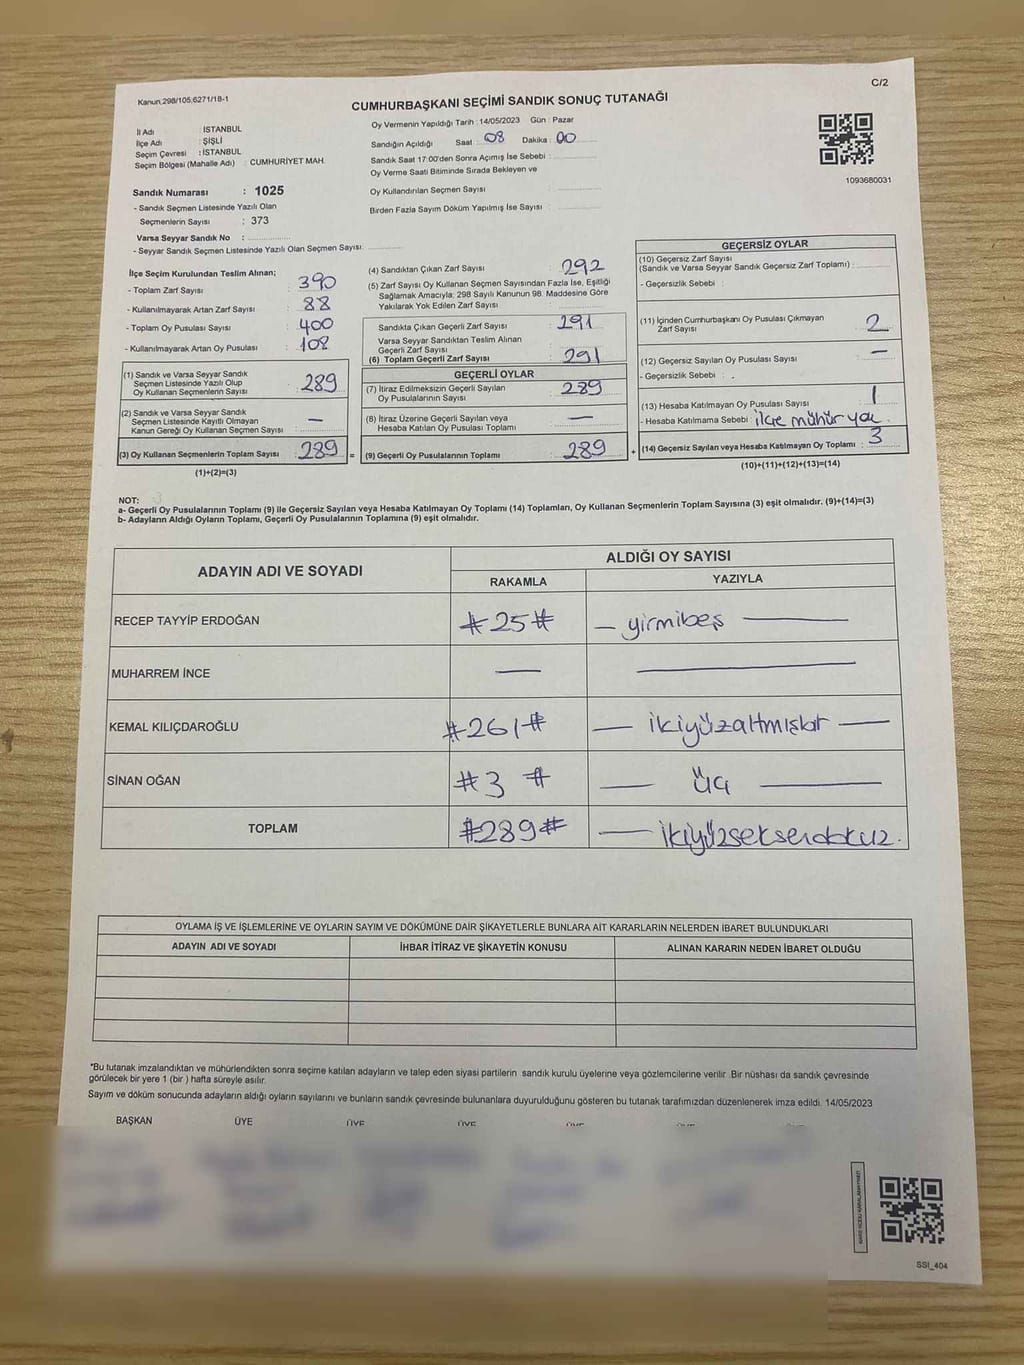 Kanun:298/105;6271/18-1
C/2
CUMHURBAŞKANI SEÇİMİ SANDIK SONUÇ TUTANAĞI
İl Adı : İSTANBUL
İlçe Adı : ŞİŞLİ
Seçim Çevresi : İSTANBUL
Seçim Bölgesi (Mahalle Adı) : CUMHURİYET MAH.
Sandık Numarası : 1025
- Sandık Seçmen Listesinde Yazılı Olan
Seçmenlerin Sayısı : 373
Varsa Seyyar Sandık No :
- Seyyar Sandık Seçmen Listesinde Yazılı Olan Seçmen Sayısı:
Oy Vermenin Yapıldığı Tarih : 14/05/2023 Gün : Pazar
Sandığın Açıldığı Saat : 08 Dakika : 00
Sandık Saat 17:00'den Sonra Açımış İse Sebebi :
Oy Verme Saati Bitiminde Sırada Bekleyen ve
Oy Kullandırılan Seçmen Sayısı :
Birden Fazla Sayım Döküm Yapılmış İse Sayısı :
1093680031
İlçe Seçim Kurulundan Teslim Alınan;
- Toplam Zarf Sayısı : 390
- Kullanılmayarak Artan Zarf Sayısı : 88
- Toplam Oy Pusulası Sayısı : 400
- Kullanılmayarak Artan Oy Pusulası : 108
(1) Sandık ve Varsa Seyyar Sandık
Seçmen Listesinde Yazılı Olup
Oy Kullanan Seçmenlerin Sayısı : 289
(2) Sandık ve Varsa Seyyar Sandık
Seçmen Listesinde Kayıtlı Olmayan
Kanun Gereği Oy Kullanan Seçmen Sayısı : —
(3) Oy Kullanan Seçmenlerin Toplam Sayısı : 289 =
(1)+(2)=(3)
(4) Sandıktan Çıkan Zarf Sayısı : 292
(5) Zarf Sayısı Oy Kullanan Seçmen Sayısından Fazla İse, Eşitliği
Sağlamak Amacıyla; 298 Sayılı Kanunun 98. Maddesine Göre
Yakılarak Yok Edilen Zarf Sayısı :
Sandıkta Çıkan Geçerli Zarf Sayısı : 291
Varsa Seyyar Sandıktan Teslim Alınan
Geçerli Zarf Sayısı :
(6) Toplam Geçerli Zarf Sayısı : 291
GEÇERLİ OYLAR
(7) İtiraz Edilmeksizin Geçerli Sayılan
Oy Pusulalarının Sayısı : 289
(8) İtiraz Üzerine Geçerli Sayılan veya
Hesaba Katılan Oy Pusulası Toplamı : —
(9) Geçerli Oy Pusulalarının Toplamı : 289 +
GEÇERSİZ OYLAR
(10) Geçersiz Zarf Sayısı
(Sandık ve Varsa Seyyar Sandık Geçersiz Zarf Toplamı) :
- Geçersizlik Sebebi :
(11) İçinden Cumhurbaşkanı Oy Pusulası Çıkmayan
Zarf Sayısı : 2
(12) Geçersiz Sayılan Oy Pusulası Sayısı : —
- Geçersizlik Sebebi :
(13) Hesaba Katılmayan Oy Pusulası Sayısı : 1
- Hesaba Katılmama Sebebi : ilçe mühür yok
(14) Geçersiz Sayılan veya Hesaba Katılmayan Oy Toplamı : 3
(10)+(11)+(12)+(13)=(14)
NOT:
a- Geçerli Oy Pusulalarının Toplamı (9) ile Geçersiz Sayılan veya Hesaba Katılmayan Oy Toplamı (14) Toplamları, Oy Kullanan Seçmenlerin Toplam Sayısına (3) eşit olmalıdır. (9)+(14)=(3)
b- Adayların Aldığı Oyların Toplamı, Geçerli Oy Pusulalarının Toplamına (9) eşit olmalıdır.
ADAYIN ADI VE SOYADI
ALDIĞI OY SAYISI
RAKAMLA YAZIYLA
RECEP TAYYİP ERDOĞAN #25# — yirmibeş —
MUHARREM İNCE — —
KEMAL KILIÇDAROĞLU #261# — ikiyüzaltmışbir —
SİNAN OĞAN #3 # — üç —
TOPLAM #289# — ikiyüzseksendokuz.
OYLAMA İŞ VE İŞLEMLERİNE VE OYLARIN SAYIM VE DÖKÜMÜNE DAİR ŞİKAYETLERLE BUNLARA AİT KARARLARIN NELERDEN İBARET BULUNDUKLARI
ADAYIN ADI VE SOYADI İHBAR İTİRAZ VE ŞİKAYETİN KONUSU ALINAN KARARIN NEDEN İBARET OLDUĞU
*Bu tutanak imzalandıktan ve mühürlendikten sonra seçime katılan adayların ve talep eden siyasi partilerin sandık kurulu üyelerine veya gözlemcilerine verilir .Bir nüshası da sandık çevresinde
görülecek bir yere 1 (bir ) hafta süreyle asılır.
Sayım ve döküm sonucunda adayların aldığı oyların sayılarını ve bunların sandık çevresinde bulunanlara duyurulduğunu gösteren bu tutanak tarafımızdan düzenlenerek imza edildi. 14/05/2023
BAŞKAN ÜYE ÜYE ÜYE ÜYE ÜYE ÜYE
SSI_404